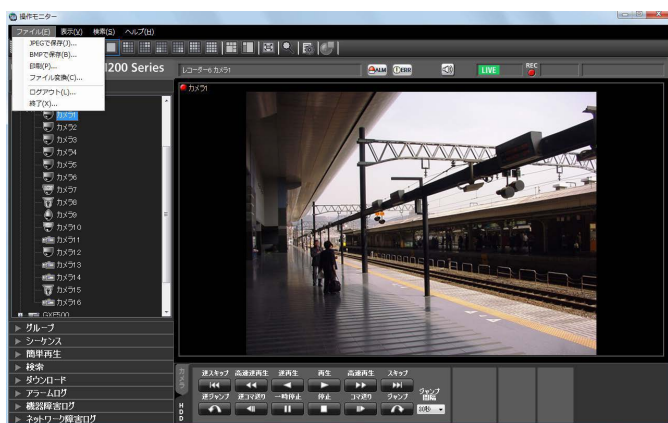 操作モニター
ファイル(F) 表示(V) 検索(S) ヘルプ(H)
JPEGで保存(J)...
BMPで保存(B)...
印刷(P)...
ファイル変換(C)...
ログアウト(L)...
終了(X)...
200 Series
レコーダー6 カメラ1
ALM
ERR
LIVE
REC
カメラ1
カメラ1
カメラ2
カメラ3
カメラ4
カメラ5
カメラ6
カメラ7
カメラ8
カメラ9
カメラ10
カメラ11
カメラ12
カメラ13
カメラ14
カメラ15
カメラ16
GXE500
グループ
シーケンス
簡単再生
検索
ダウンロード
アラームログ
機器障害ログ
ネットワーク障害ログ
カメラ
HDD
逆スキップ 高速逆再生 逆再生 再生 高速再生 スキップ
逆ジャンプ 逆コマ送り 一時停止 停止 コマ送り ジャンプ
ジャンプ
間隔
30秒